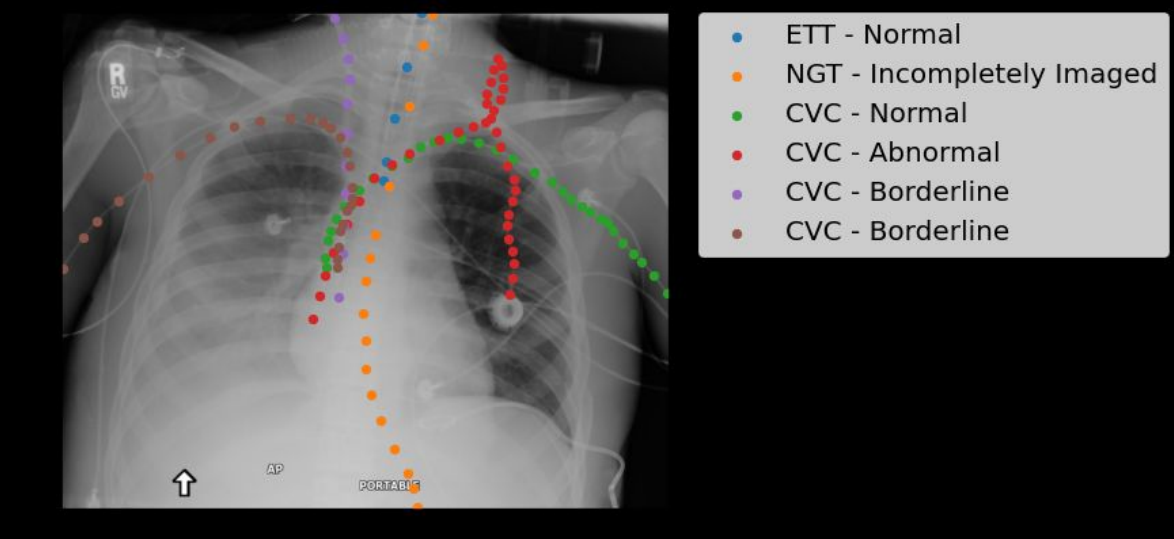 ETT - Normal
NGT - Incompletely Imaged
CVC - Normal
CVC - Abnormal
CVC - Borderline
CVC - Borderline
R
GV
AP
PORTABLE